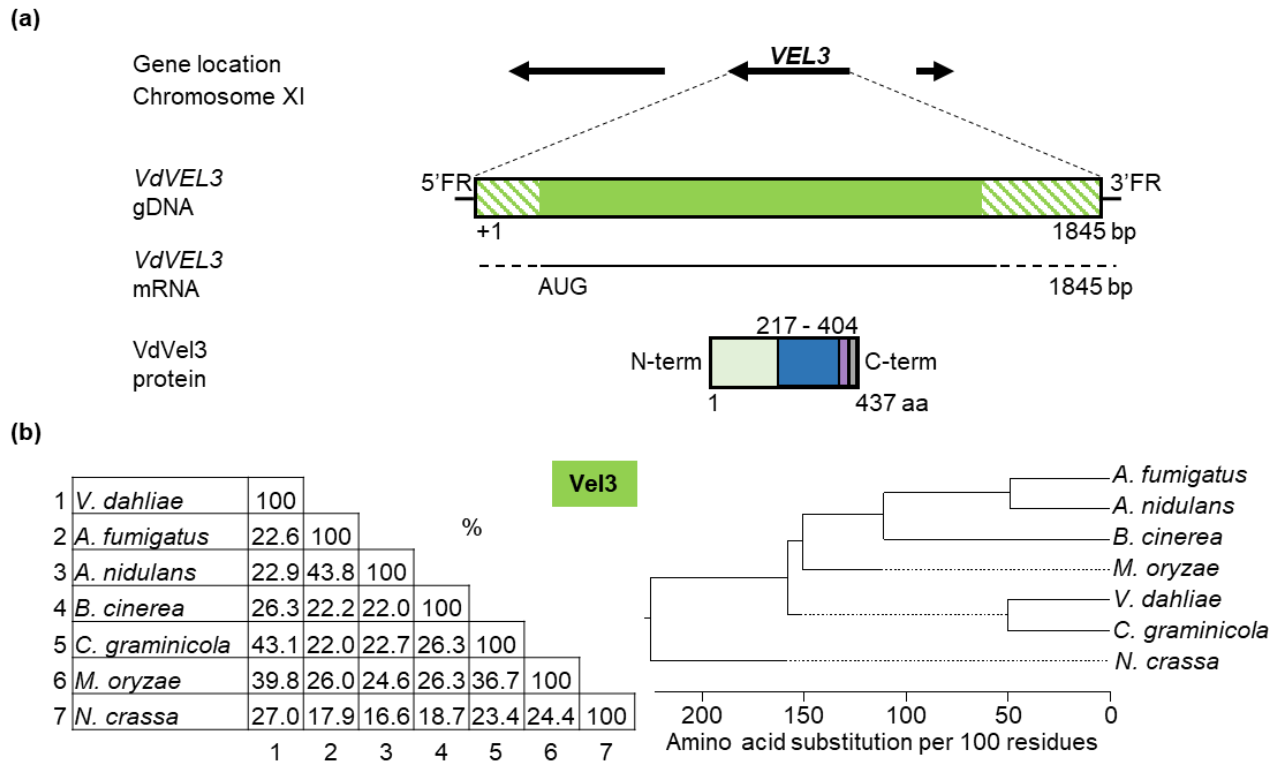 (a)
Gene location
Chromosome XI
VEL3
VdVEL3
gDNA
5'FR
3'FR
+1
1845 bp
VdVEL3
mRNA
AUG
1845 bp
VdVel3
protein
217 - 404
N-term
C-term
1
437 aa
(b)
1 V. dahliae 100
2 A. fumigatus 22.6 100
3 A. nidulans 22.9 43.8 100
4 B. cinerea 26.3 22.2 22.0 100
5 C. graminicola 43.1 22.0 22.7 26.3 100
6 M. oryzae 39.8 26.0 24.6 26.3 36.7 100
7 N. crassa 27.0 17.9 16.6 18.7 23.4 24.4 100
1 2 3 4 5 6 7
%
Vel3
A. fumigatus
A. nidulans
B. cinerea
M. oryzae
V. dahliae
C. graminicola
N. crassa
200 150 100 50 0
Amino acid substitution per 100 residues